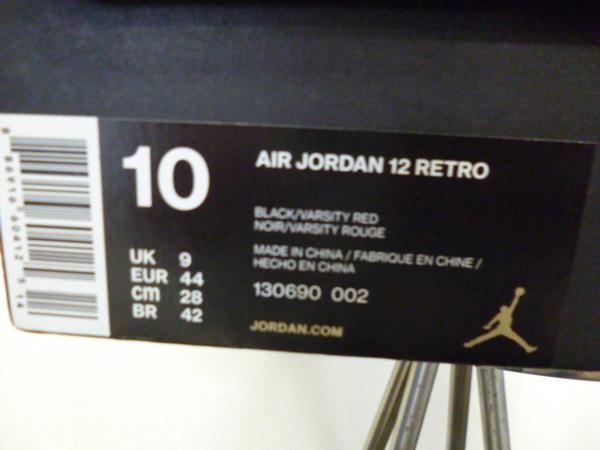 10
AIR JORDAN 12 RETRO
BLACK/VARSITY RED
NOIR/VARSITY ROUGE
MADE IN CHINA / FABRIQUE EN CHINE /
HECHO EN CHINA
130690 002
UK 9
EUR 44
cm 28
BR 42
JORDAN.COM